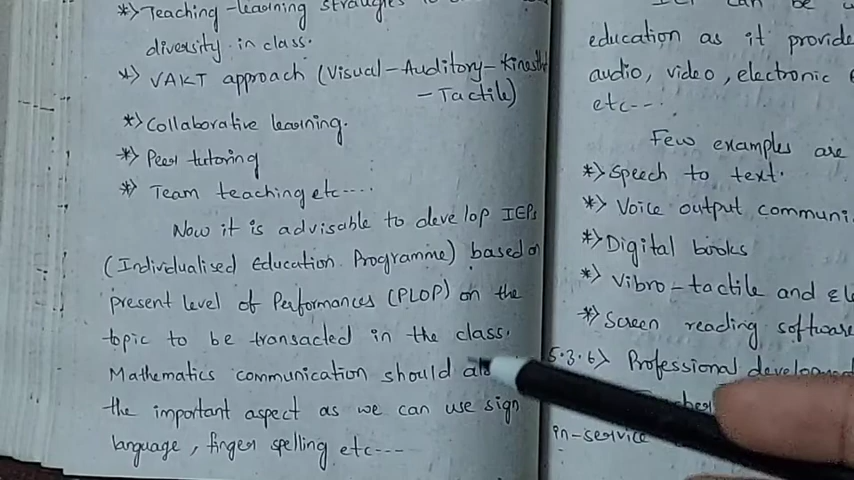 *> Teaching-learning
diversity in class.
*> VAKT approach (Visual-Auditory-
-Tactile)
*> Collaborative learning.
*> Peer tutoring
*> Team teaching etc....
Now it is advisable to develop IEPs
(Individualised Education Programme) based on
present level of Performances (PLOP) on the
topic to be transacted in the class.
Mathematics communication should
the important aspect as we can use sign
language, finger spelling etc---
can be
education as it provide
audio, video, electronic
etc---
Few examples are
*> Speech to text.
*> Voice output
*> Digital books
*> Vibro-tactile and
*> Screen reading software
5.3.6> Professional
in-service